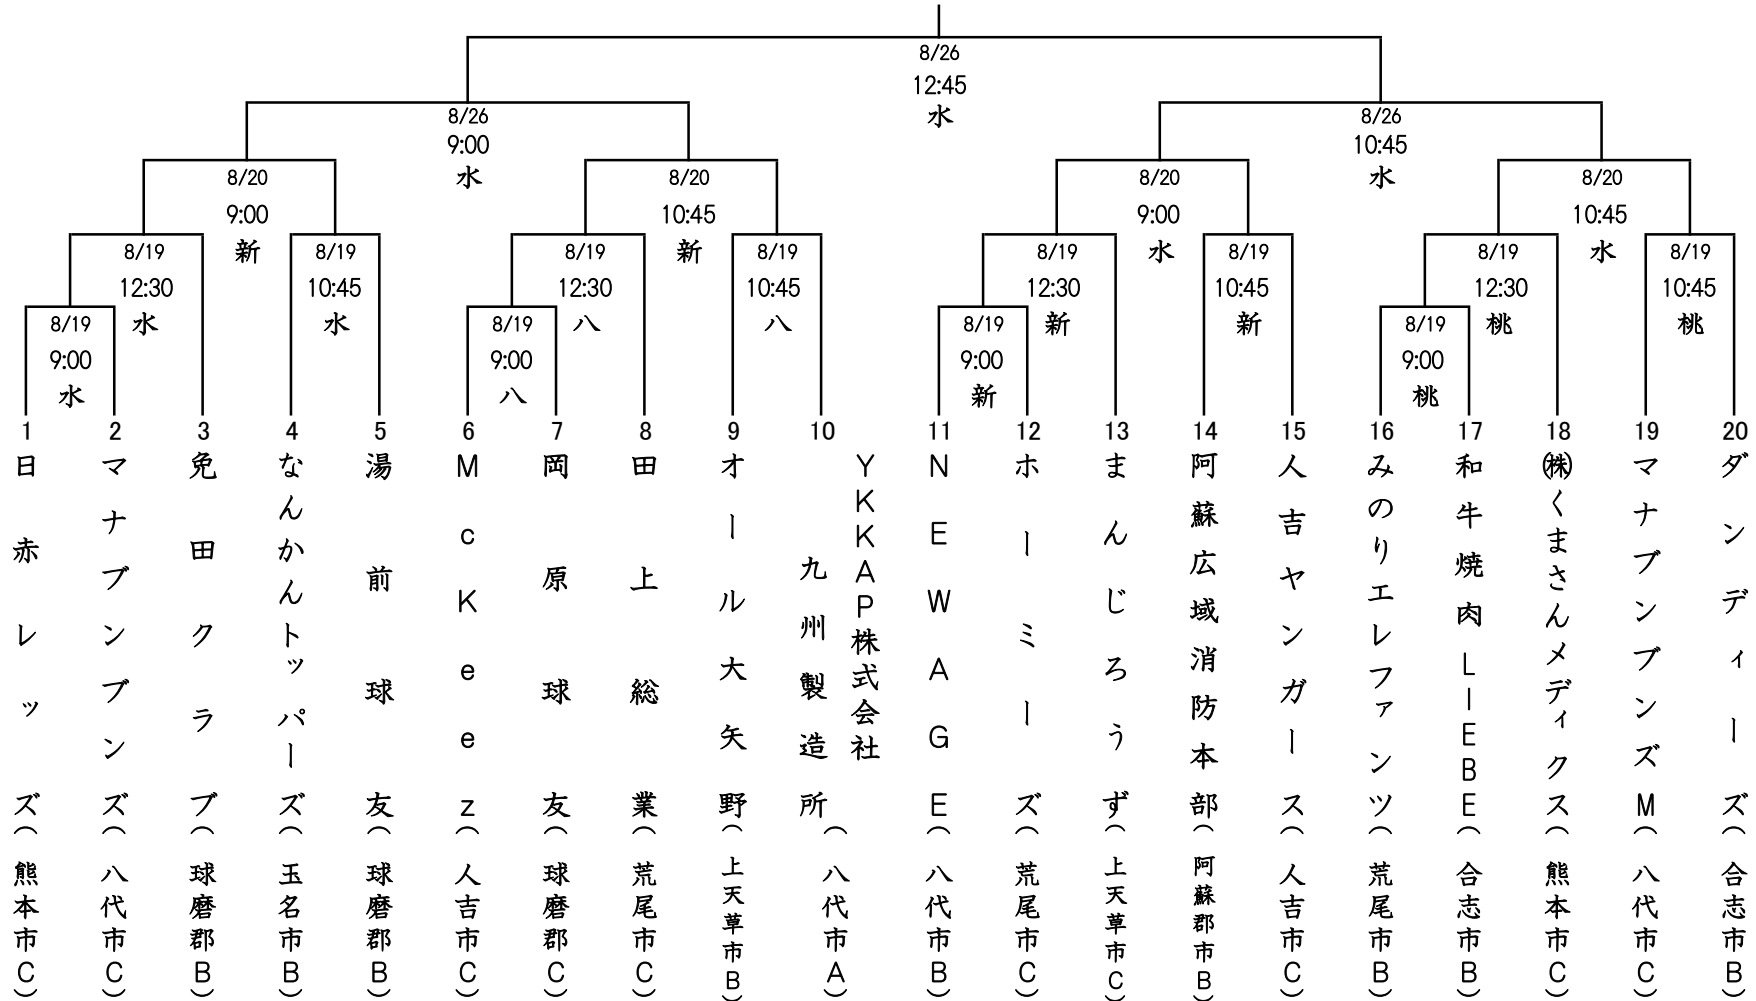 8/26
12:45
水
8/26
9:00
水
8/26
10:45
水
8/20
9:00
新
8/20
10:45
新
8/20
9:00
水
8/20
10:45
水
8/19
12:30
水
8/19
10:45
水
8/19
12:30
八
8/19
10:45
八
8/19
12:30
新
8/19
10:45
新
8/19
12:30
桃
8/19
10:45
桃
8/19
9:00
水
8/19
9:00
八
8/19
9:00
新
8/19
9:00
桃
1
日赤レッズ(熊本市C)
2
マナブンブンズ(八代市C)
3
免田クラブ(球磨郡B)
4
なんかんトッパーズ(玉名市B)
5
湯前球友(球磨郡B)
6
McKeez(人吉市C)
7
岡原球友(球磨郡C)
8
田上総業(荒尾市C)
9
オール大矢野(上天草市B)
10
YKKAP株式会社
九州製造所
(八代市A)
11
NEWAGE(八代市B)
12
ホーミーズ(荒尾市C)
13
まんじろうず(上天草市C)
14
阿蘇広域消防本部(阿蘇郡市B)
15
人吉ヤンガース(人吉市C)
16
みのりエレファンツ(荒尾市B)
17
和牛焼肉LIEBE(合志市B)
18
㈱くまさんメディクス(熊本市C)
19
マナブンブンズM(八代市C)
20
ダンディーズ(合志市B)